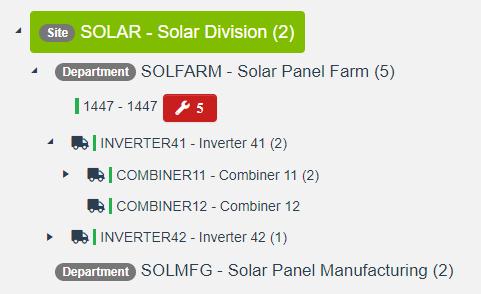 Site SOLAR - Solar Division (2)
Department SOLFARM - Solar Panel Farm (5)
1447 - 1447 5
INVERTER41 - Inverter 41 (2)
COMBINER11 - Combiner 11 (2)
COMBINER12 - Combiner 12
INVERTER42 - Inverter 42 (1)
Department SOLMFG - Solar Panel Manufacturing (2)